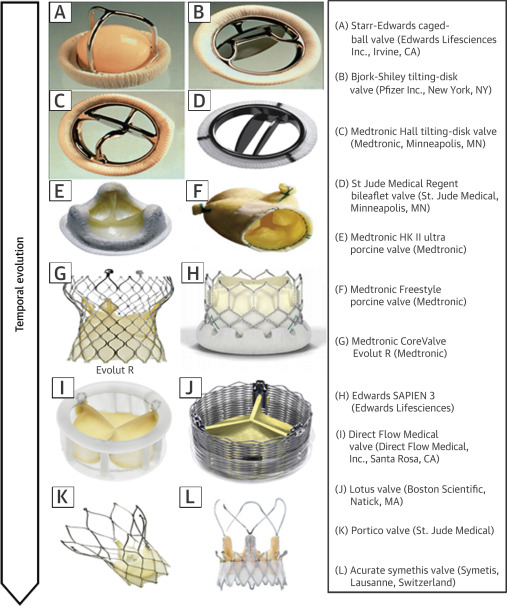 Temporal evolution
A
B
C
D
E
F
G
H
Evolut R
I
J
K
L
(A) Starr-Edwards caged-
ball valve (Edwards Lifesciences
Inc., Irvine, CA)
(B) Bjork-Shiley tilting-disk
valve (Pfizer Inc., New York, NY)
(C) Medtronic Hall tilting-disk valve
(Medtronic, Minneapolis, MN)
(D) St Jude Medical Regent
bileaflet valve (St. Jude Medical,
Minneapolis, MN)
(E) Medtronic HK II ultra
porcine valve (Medtronic)
(F) Medtronic Freestyle
porcine valve (Medtronic)
(G) Medtronic CoreValve
Evolut R (Medtronic)
(H) Edwards SAPIEN 3
(Edwards Lifesciences)
(I) Direct Flow Medical
valve (Direct Flow Medical,
Inc., Santa Rosa, CA)
(J) Lotus valve (Boston Scientific,
Natick, MA)
(K) Portico valve (St. Jude Medical)
(L) Acurate symethis valve (Symetis,
Lausanne, Switzerland)